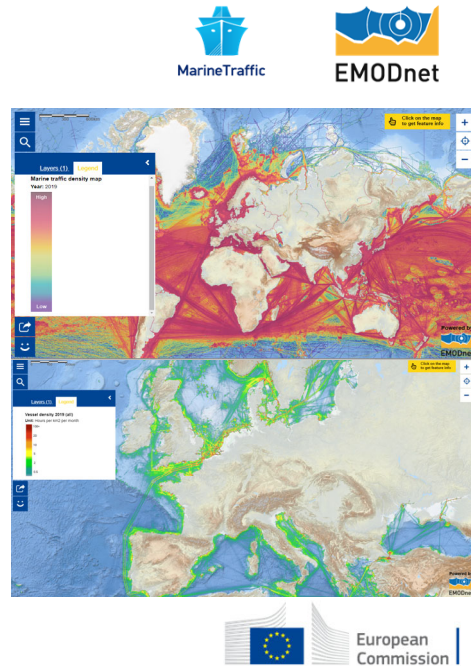 MarineTraffic
EMODnet
Click on the map
to get feature info
Layers (1) Legend
Marine traffic density map
Year: 2019
High
Low
Powered by
EMODnet
Click on the map
to get feature info
Layers (1) Legend
Vessel density 2019 (all)
Unit: Hours per km2 per month
Powered by
EMODnet
European
Commission